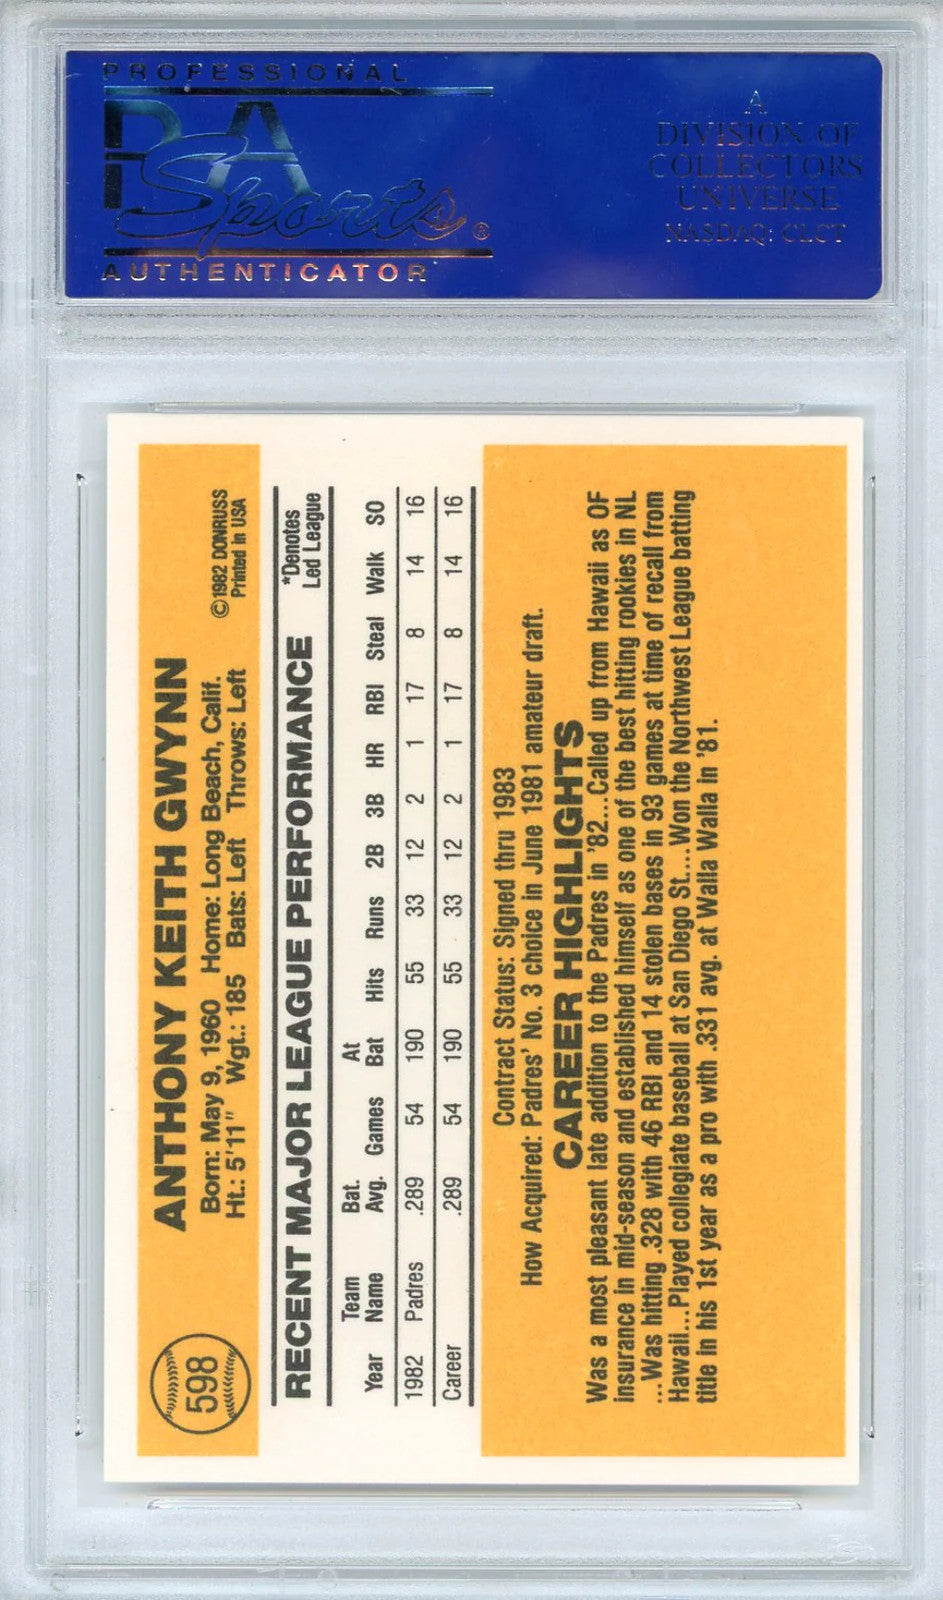 PROFESSIONAL
PSA
Sports®
AUTHENTICATOR
A
DIVISION OF
COLLECTORS
UNIVERSE
NASDAQ: CLCT
598
ANTHONY KEITH GWYNN
Born: May 9, 1960 Home: Long Beach, Calif.
Ht.: 5'11" Wgt.: 185 Bats: Left Throws: Left
©1982 DONRUSS
Printed in USA
RECENT MAJOR LEAGUE PERFORMANCE
*Denotes
Led League
Year Team Name Bat. Avg. Games At Bat Hits Runs 2B 3B HR RBI Steal Walk SO
1982 Padres .289 54 190 55 33 12 2 1 17 8 14 16
Career .289 54 190 55 33 12 2 1 17 8 14 16
Contract Status: Signed thru 1983
How Acquired: Padres' No. 3 choice in June 1981 amateur draft.
CAREER HIGHLIGHTS
Was a most pleasant late addition to the Padres in '82...Called up from Hawaii as OF
insurance in mid-season and established himself as one of the best hitting rookies in NL
...Was hitting .328 with 46 RBI and 14 stolen bases in 93 games at time of recall from
Hawaii...Played collegiate baseball at San Diego St....Won the Northwest League batting
title in his 1st year as a pro with .331 avg. at Walla Walla in '81.